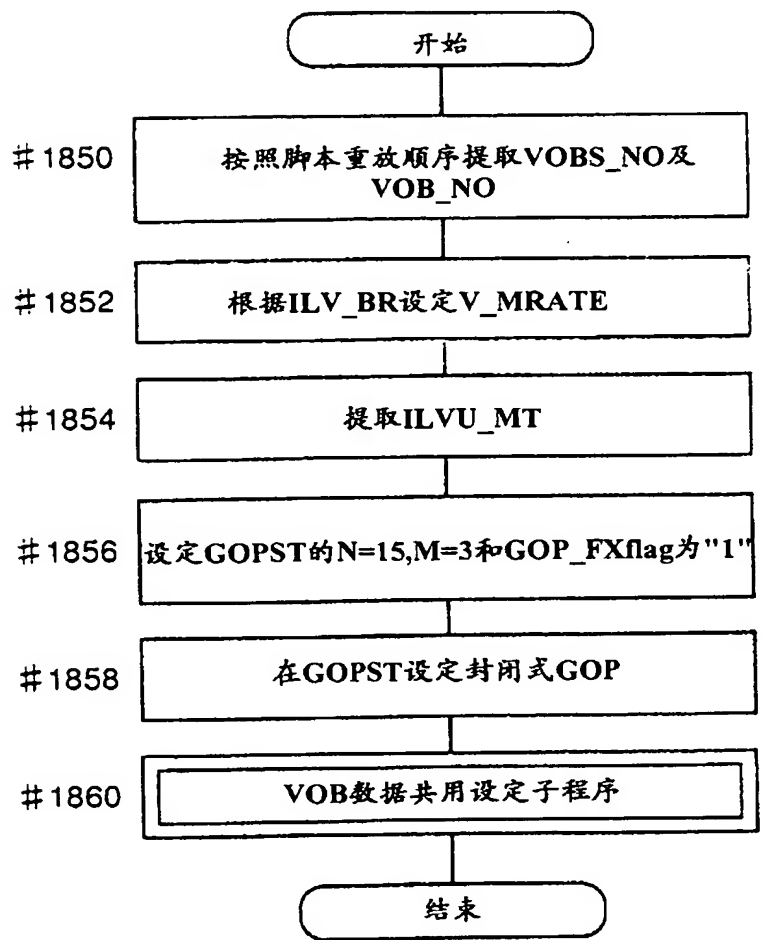 开始
#1850
按照脚本重放顺序提取VOBS_NO及
VOB_NO
#1852
根据ILV_BR设定V_MRATE
#1854
提取ILVU_MT
#1856
设定GOPST的N=15,M=3和GOP_FXflag为"1"
#1858
在GOPST设定封闭式GOP
#1860
VOB数据共用设定子程序
结束